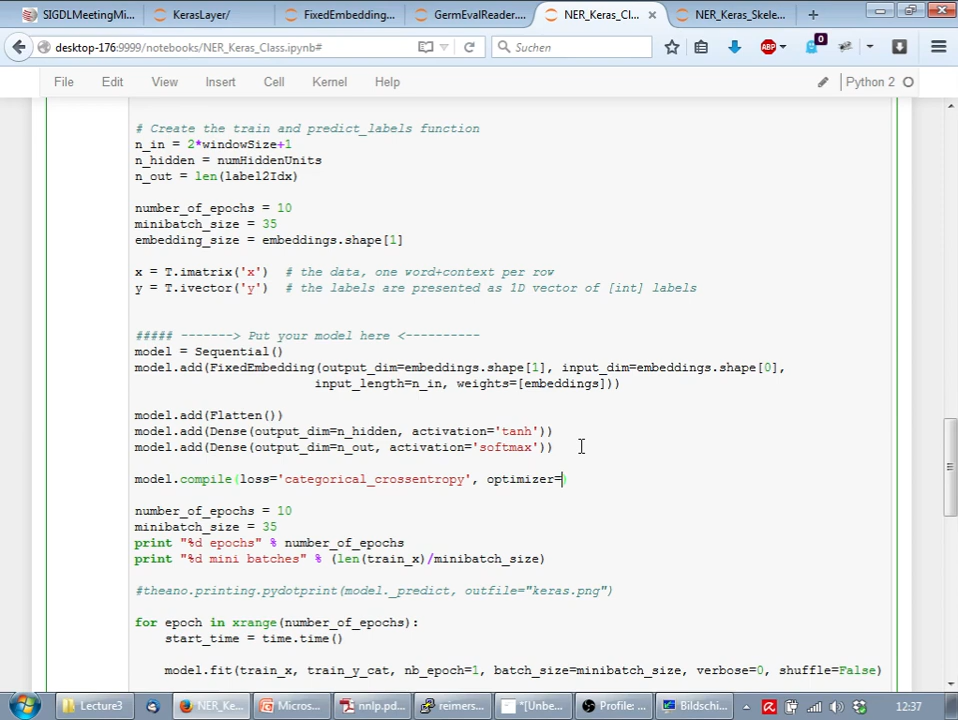 SIGDLMeetingMi...
KerasLayer/
FixedEmbedding...
GermEvalReader....
NER_Keras_Cl...
NER_Keras_Skele...
desktop-176:9999/notebooks/NER_Keras_Class.ipynb#
Suchen
ABP
0
File Edit View Insert Cell Kernel Help
Python 2
# Create the train and predict_labels function
n_in = 2*windowSize+1
n_hidden = numHiddenUnits
n_out = len(label2Idx)
number_of_epochs = 10
minibatch_size = 35
embedding_size = embeddings.shape[1]
x = T.imatrix('x')  # the data, one word+context per row
y = T.ivector('y')  # the labels are presented as 1D vector of [int] labels
##### -------> Put your model here <----------
model = Sequential()
model.add(FixedEmbedding(output_dim=embeddings.shape[1], input_dim=embeddings.shape[0],
input_length=n_in, weights=[embeddings]))
model.add(Flatten())
model.add(Dense(output_dim=n_hidden, activation='tanh'))
model.add(Dense(output_dim=n_out, activation='softmax'))
model.compile(loss='categorical_crossentropy', optimizer=)
number_of_epochs = 10
minibatch_size = 35
print "%d epochs" % number_of_epochs
print "%d mini batches" % (len(train_x)/minibatch_size)
#theano.printing.pydotprint(model._predict, outfile="keras.png")
for epoch in xrange(number_of_epochs):
start_time = time.time()
model.fit(train_x, train_y_cat, nb_epoch=1, batch_size=minibatch_size, verbose=0, shuffle=False)
Lecture3
NER_Ke...
Micros...
nnlp.pd...
reimers...
*[Unbe...
Profile: ...
Bildschi...
12:37